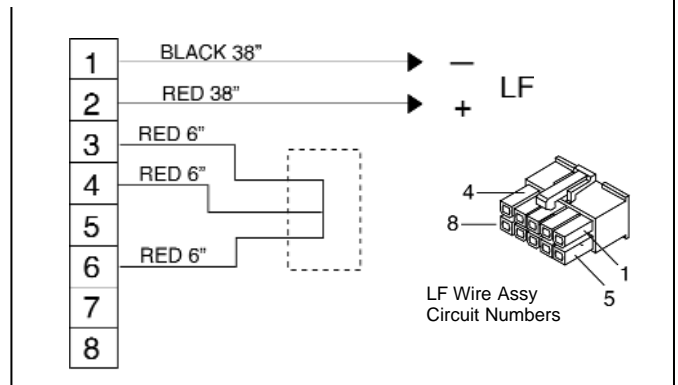 1 BLACK 38” – LF
2 RED 38” +
3 RED 6”
4 RED 6”
5
6 RED 6”
7
8
4
8
1
5
LF Wire Assy
Circuit Numbers